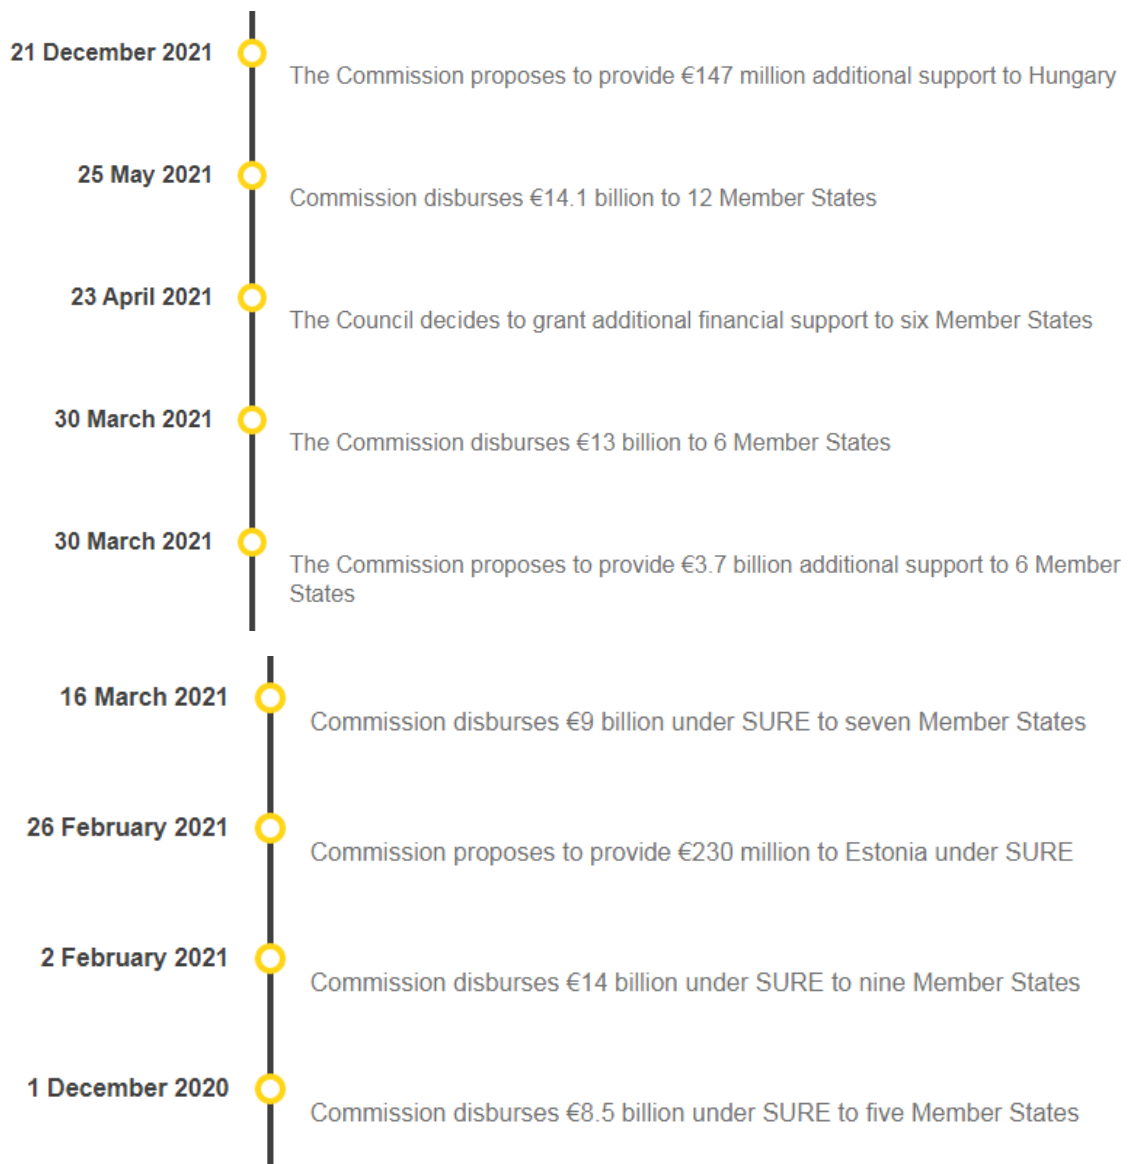 21 December 2021
The Commission proposes to provide €147 million additional support to Hungary
25 May 2021
Commission disburses €14.1 billion to 12 Member States
23 April 2021
The Council decides to grant additional financial support to six Member States
30 March 2021
The Commission disburses €13 billion to 6 Member States
30 March 2021
The Commission proposes to provide €3.7 billion additional support to 6 Member
States
16 March 2021
Commission disburses €9 billion under SURE to seven Member States
26 February 2021
Commission proposes to provide €230 million to Estonia under SURE
2 February 2021
Commission disburses €14 billion under SURE to nine Member States
1 December 2020
Commission disburses €8.5 billion under SURE to five Member States